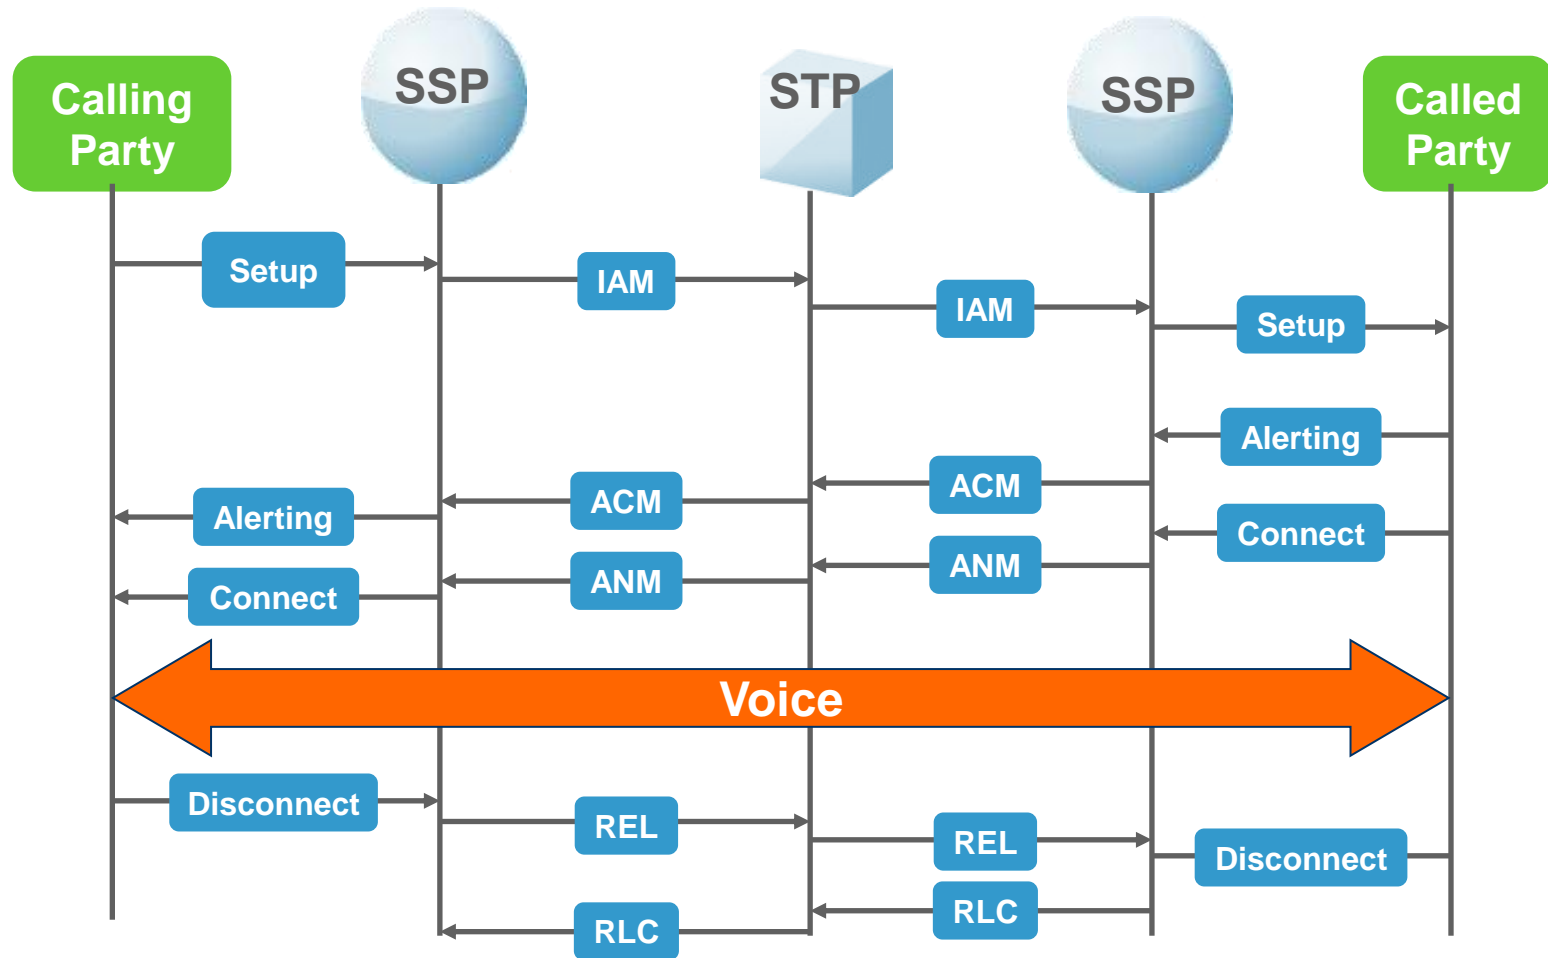 Calling
Party
SSP
STP
SSP
Called
Party
Setup
IAM
IAM
Setup
Alerting
ACM
ACM
Alerting
Connect
ANM
ANM
Connect
Voice
Disconnect
REL
REL
Disconnect
RLC
RLC